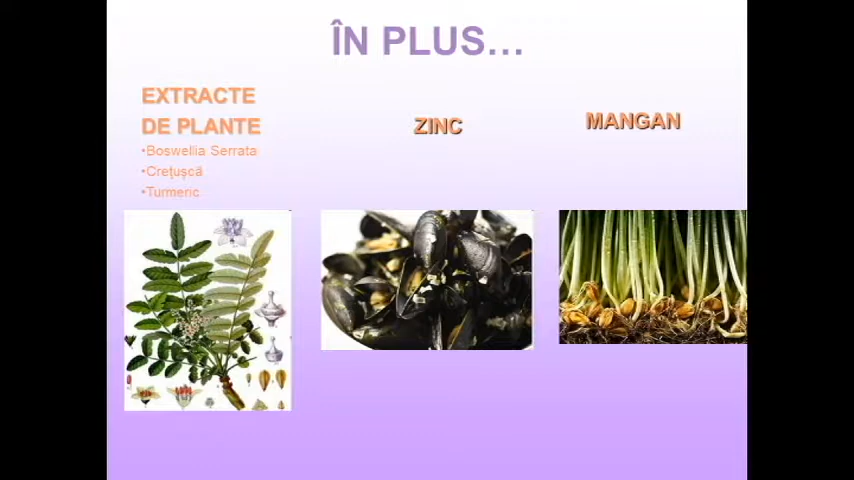 ÎN PLUS...
EXTRACTE
DE PLANTE
•Boswellia Serrata
•Creţuşcă
•Turmeric
ZINC
MANGAN